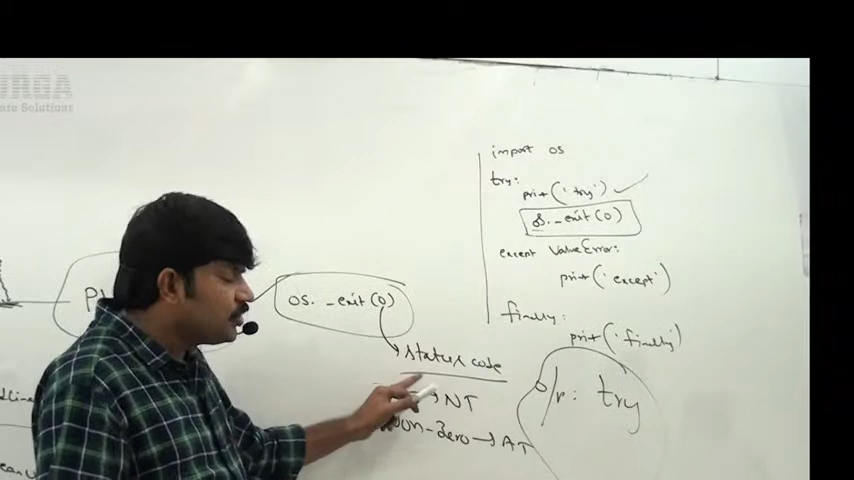 URGA
are Solutions
import os
try:
print('try')
os._exit(0)
except ValueError:
print('except')
finally:
print('finally')
os._exit(0)
status code
→NT
non-zero→AT
o/p: try